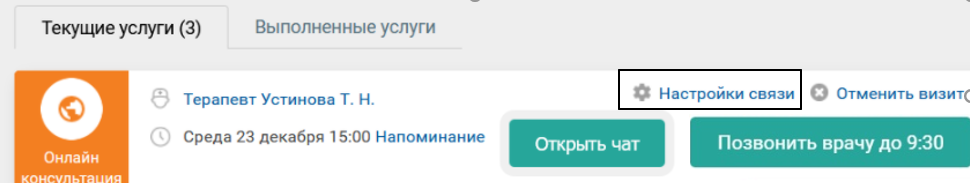 Текущие услуги (3)
Выполненные услуги
Терапевт Устинова Т. Н.
Настройки связи
Отменить визит
Среда 23 декабря 15:00 Напоминание
Открыть чат
Позвонить врачу до 9:30
Онлайн
консультация